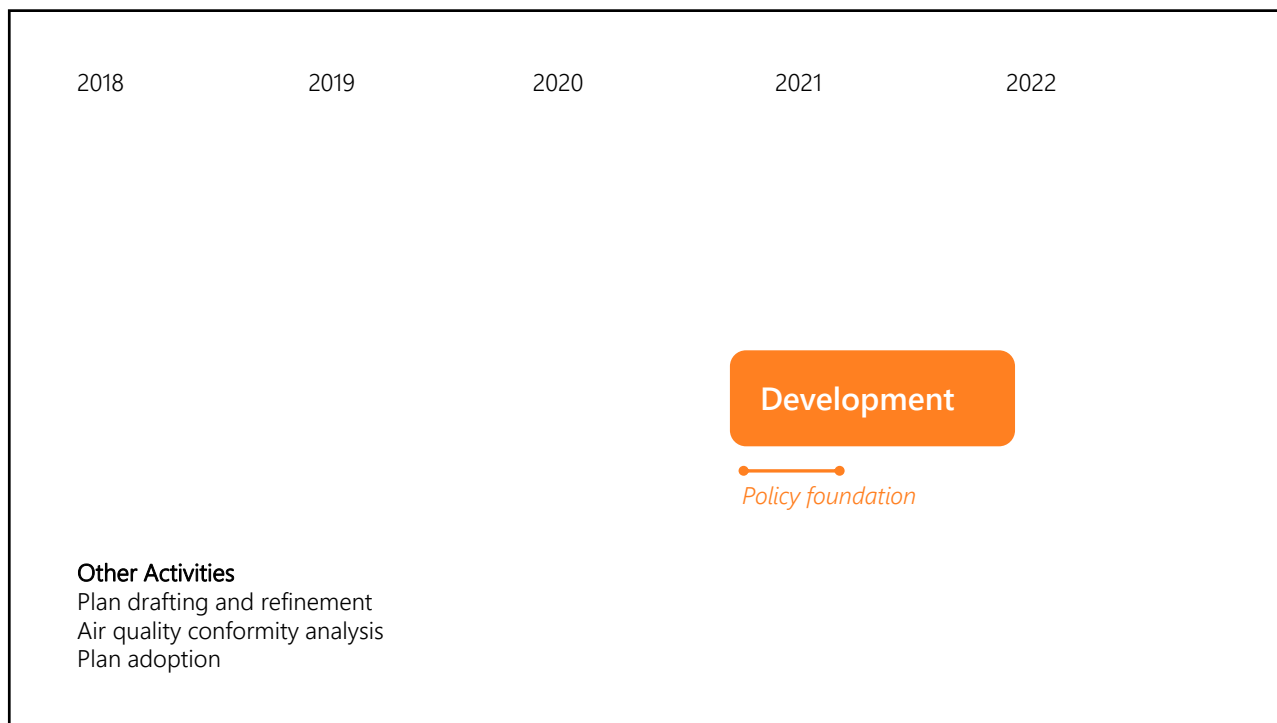 2018 2019 2020 2021 2022
Development
Policy foundation
Other Activities
Plan drafting and refinement
Air quality conformity analysis
Plan adoption